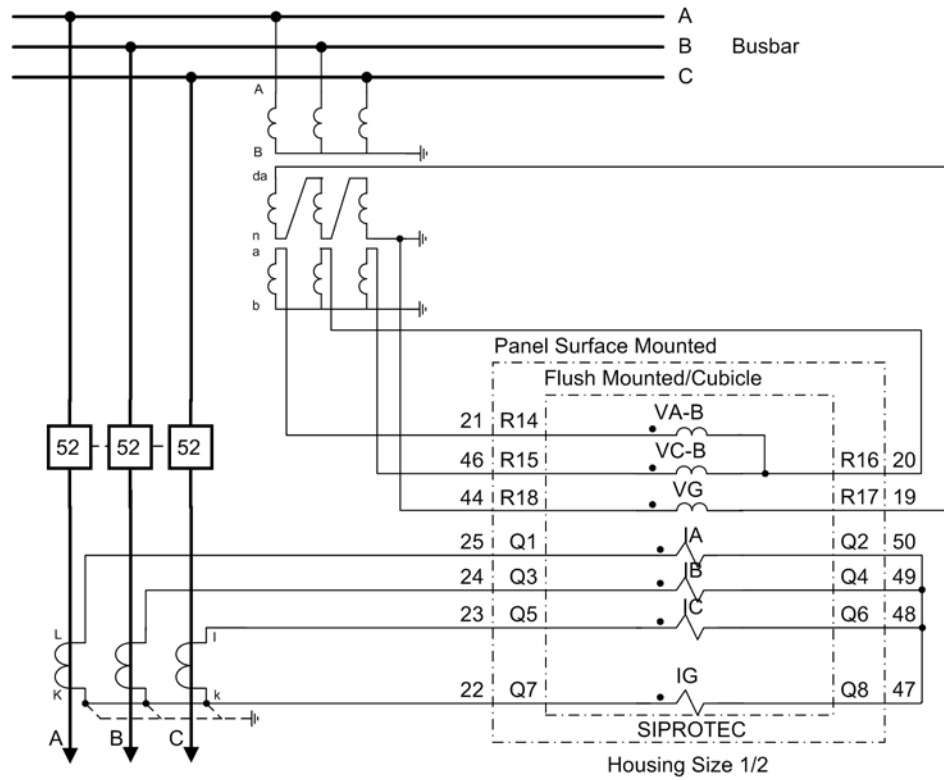 A
B Busbar
C
A
B
da
n
a
b
Panel Surface Mounted
Flush Mounted/Cubicle
21 R14 VA-B
46 R15 VC-B R16 20
44 R18 VG R17 19
52 52 52
25 Q1 IA Q2 50
24 Q3 IB Q4 49
23 Q5 IC Q6 48
L l
K k
22 Q7 IG Q8 47
A B C
SIPROTEC
Housing Size 1/2